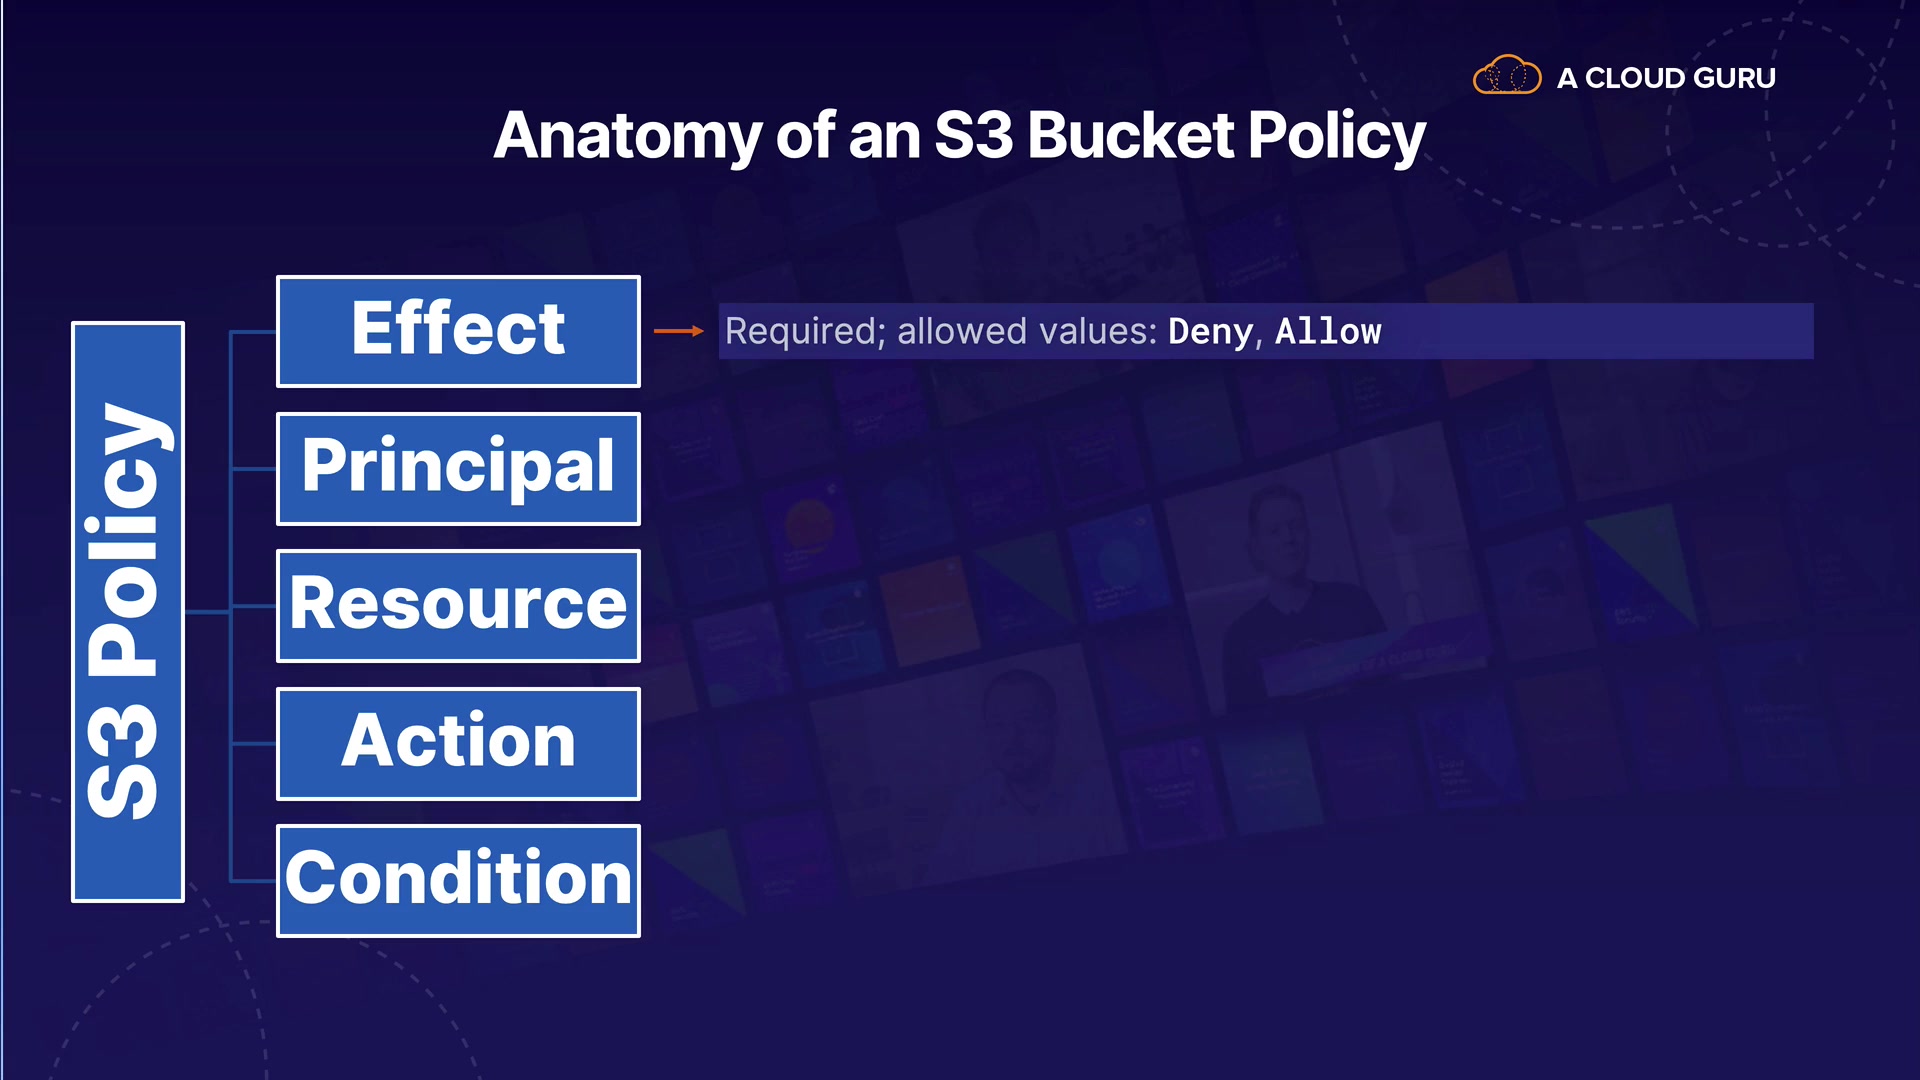 A CLOUD GURU
Anatomy of an S3 Bucket Policy
S3 Policy
Effect
Required; allowed values: Deny, Allow
Principal
Resource
Action
Condition